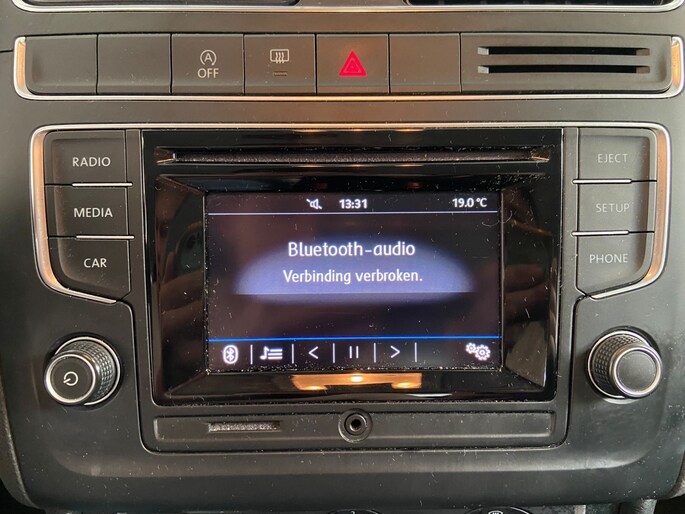 A
OFF
RADIO
MEDIA
CAR
EJECT
SETUP
PHONE
13:31
19.0 °C
Bluetooth-audio
Verbinding verbroken.